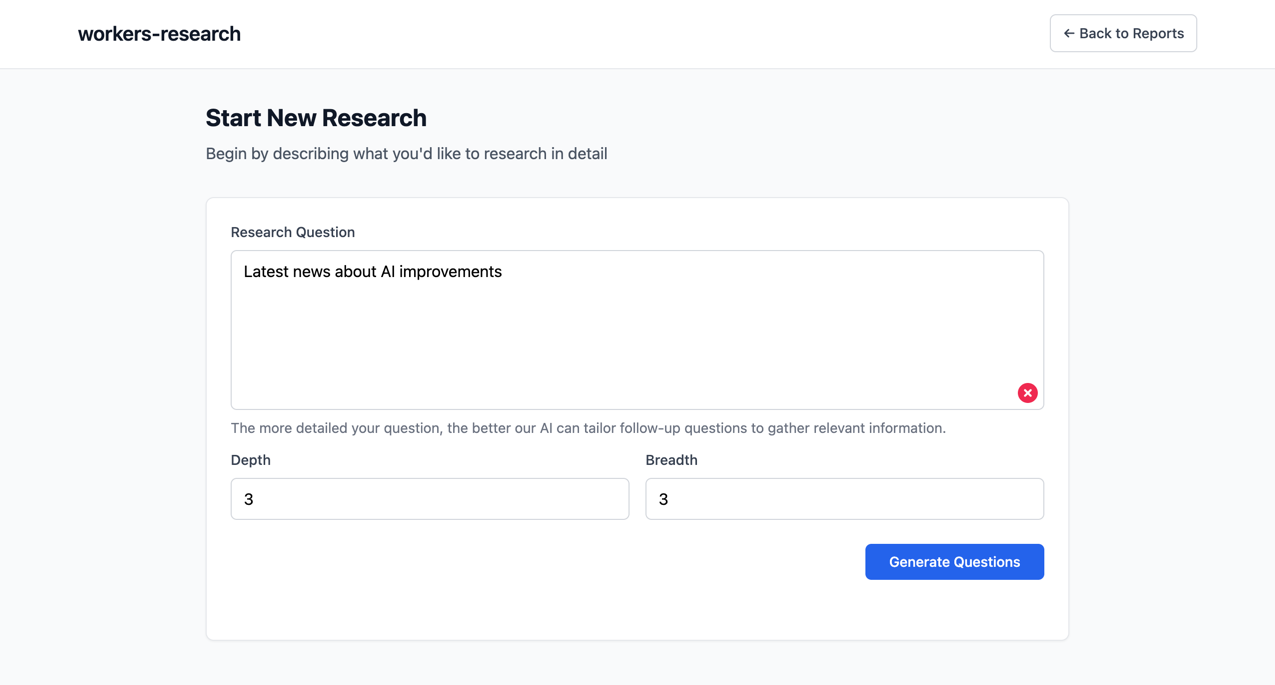 workers-research
← Back to Reports
Start New Research
Begin by describing what you'd like to research in detail
Research Question
Latest news about AI improvements
The more detailed your question, the better our AI can tailor follow-up questions to gather relevant information.
Depth
Breadth
3
3
Generate Questions